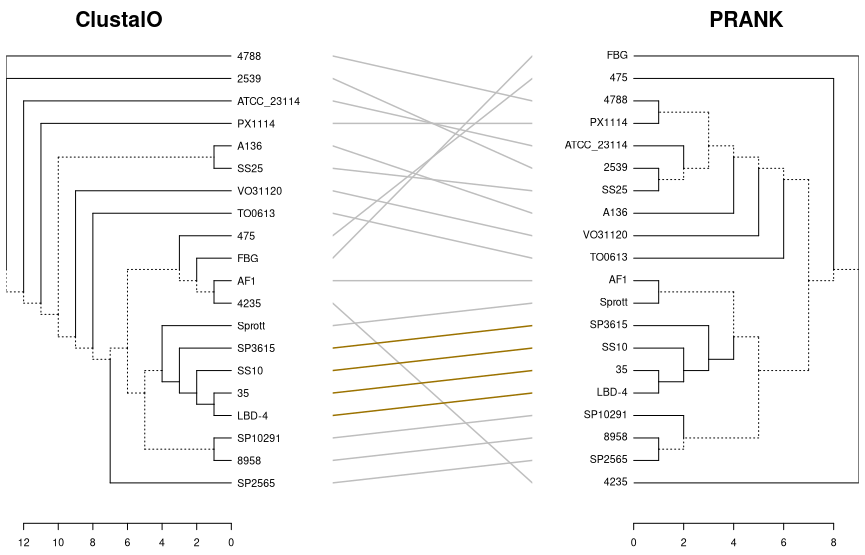 ClustalO PRANK
4788 FBG
2539 475
ATCC_23114 4788
PX1114 PX1114
A136 ATCC_23114
SS25 2539
VO31120 SS25
TO0613 A136
475 VO31120
FBG TO0613
AF1 AF1
4235 Sprott
Sprott SP3615
SP3615 SS10
SS10 35
35 LBD-4
LBD-4 SP10291
SP10291 8958
8958 SP2565
SP2565 4235
12 10 8 6 4 2 0 0 2 4 6 8